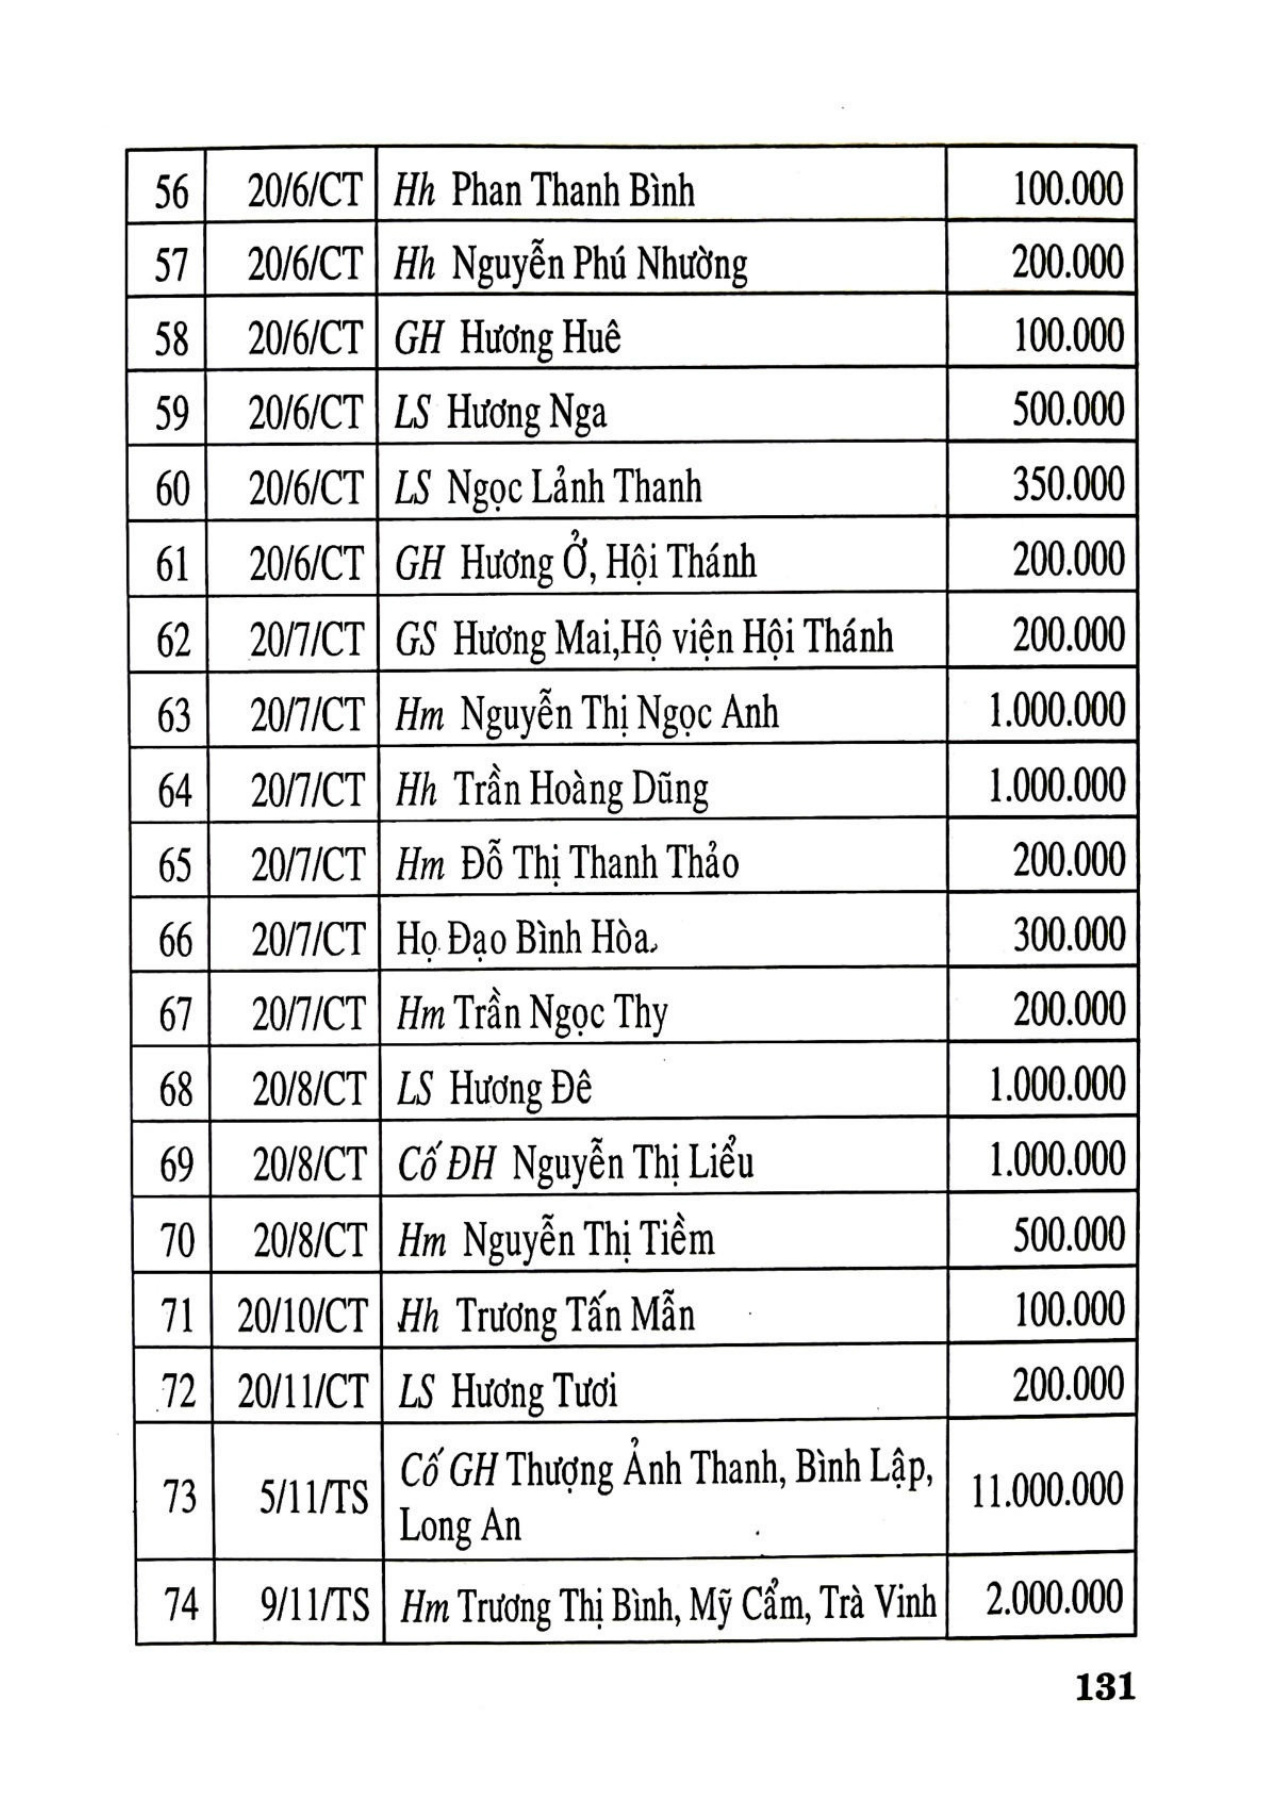 56 20/6/CT Hh Phan Thanh Bình 100.000
57 20/6/CT Hh Nguyễn Phú Nhường 200.000
58 20/6/CT GH Hương Huê 100.000
59 20/6/CT LS Hương Nga 500.000
60 20/6/CT LS Ngọc Lảnh Thanh 350.000
61 20/6/CT GH Hương Ở, Hội Thánh 200.000
62 20/7/CT GS Hương Mai,Hộ viện Hội Thánh 200.000
63 20/7/CT Hm Nguyễn Thị Ngọc Anh 1.000.000
64 20/7/CT Hh Trần Hoàng Dũng 1.000.000
65 20/7/CT Hm Đỗ Thị Thanh Thảo 200.000
66 20/7/CT Họ Đạo Bình Hòa, 300.000
67 20/7/CT Hm Trần Ngọc Thy 200.000
68 20/8/CT LS Hương Đê 1.000.000
69 20/8/CT Cố ĐH Nguyễn Thị Liểu 1.000.000
70 20/8/CT Hm Nguyễn Thị Tiềm 500.000
71 20/10/CT Hh Trương Tấn Mẫn 100.000
72 20/11/CT LS Hương Tươi 200.000
73 5/11/TS Cố GH Thượng Ảnh Thanh, Bình Lập, 11.000.000
Long An
74 9/11/TS Hm Trương Thị Bình, Mỹ Cẩm, Trà Vinh 2.000.000
131